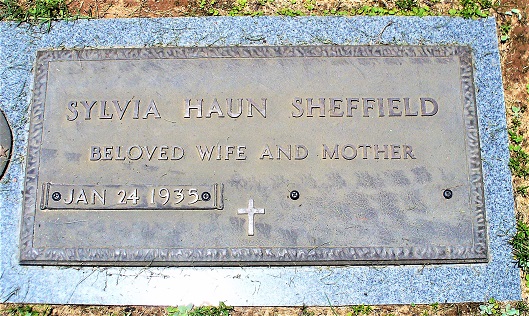 SYLVIA HAUN SHEFFIELD
BELOVED WIFE AND MOTHER
JAN 24 1935